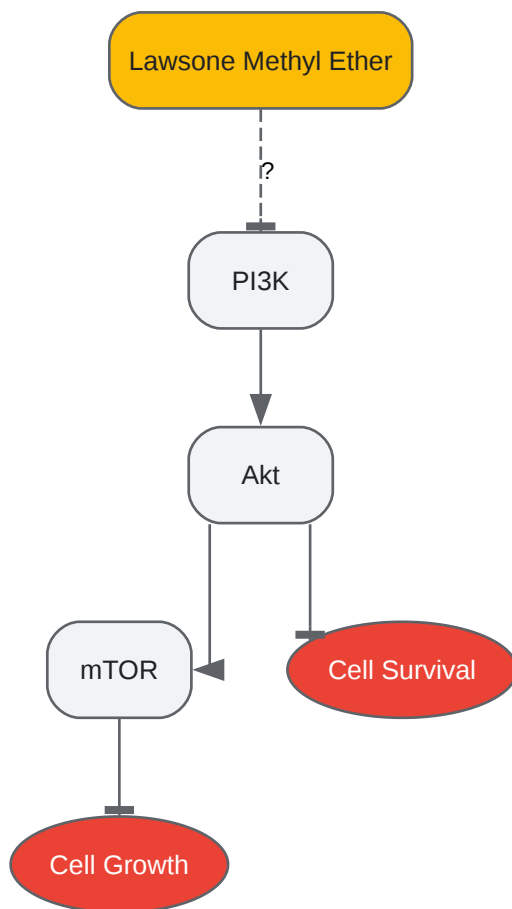 Lawsone Methyl Ether
?
PI3K
Akt
mTOR
Cell Survival
Cell Growth